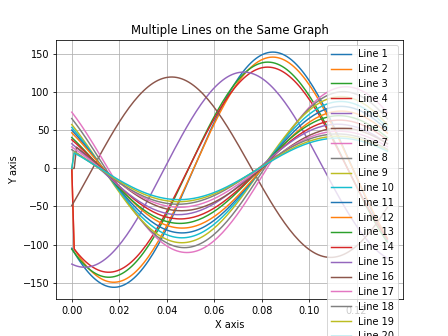 Multiple Lines on the Same Graph
150
100
50
0
−50
−100
−150
Y axis
0.00
0.02
0.04
0.06
0.08
0.10
X axis
Line 1
Line 2
Line 3
Line 4
Line 5
Line 6
Line 7
Line 8
Line 9
Line 10
Line 11
Line 12
Line 13
Line 14
Line 15
Line 16
Line 17
Line 18
Line 19
Line 20